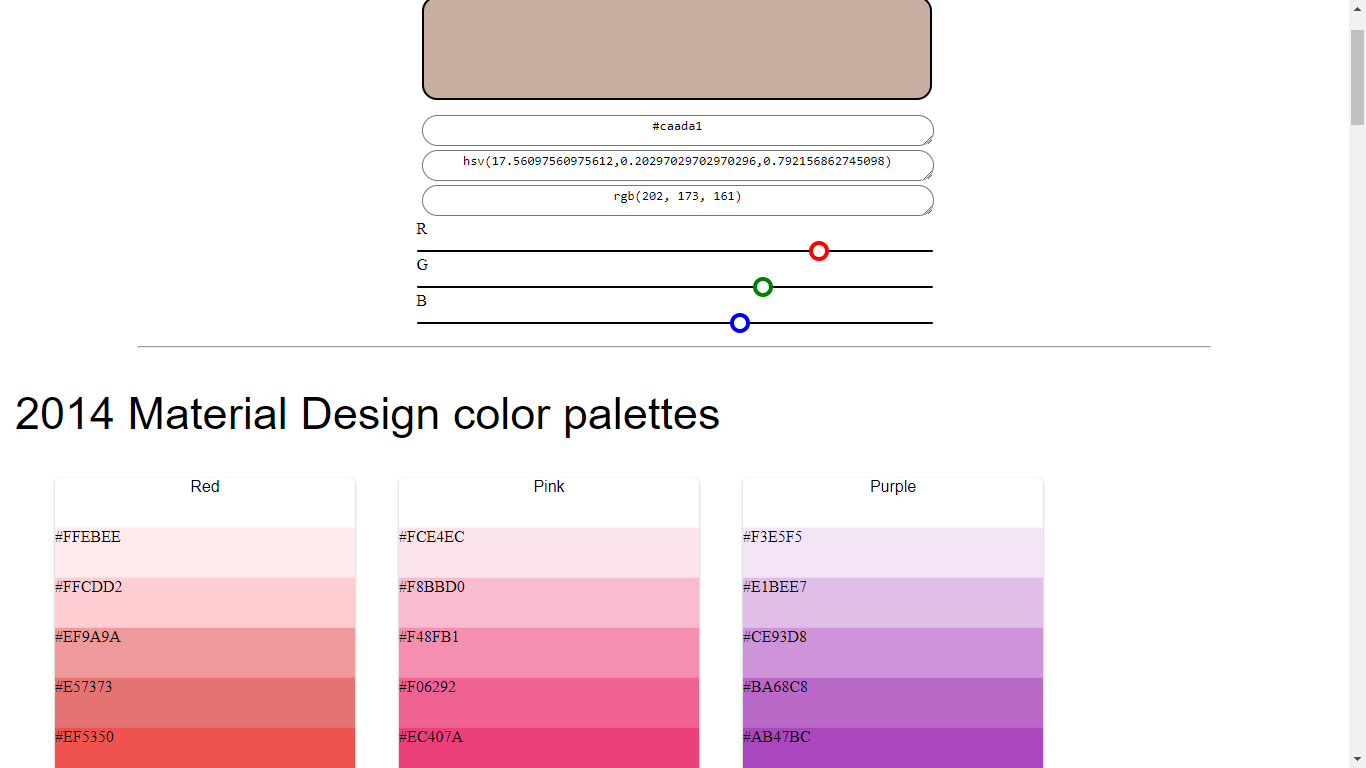 #caada1
hsv(17.56097560975612,0.20297029702970296,0.792156862745098)
rgb(202, 173, 161)
R
G
B
2014 Material Design color palettes
Red
#FFEBEE
#FFCDD2
#EF9A9A
#E57373
#EF5350
Pink
#FCE4EC
#F8BBD0
#F48FB1
#F06292
#EC407A
Purple
#F3E5F5
#E1BEE7
#CE93D8
#BA68C8
#AB47BC